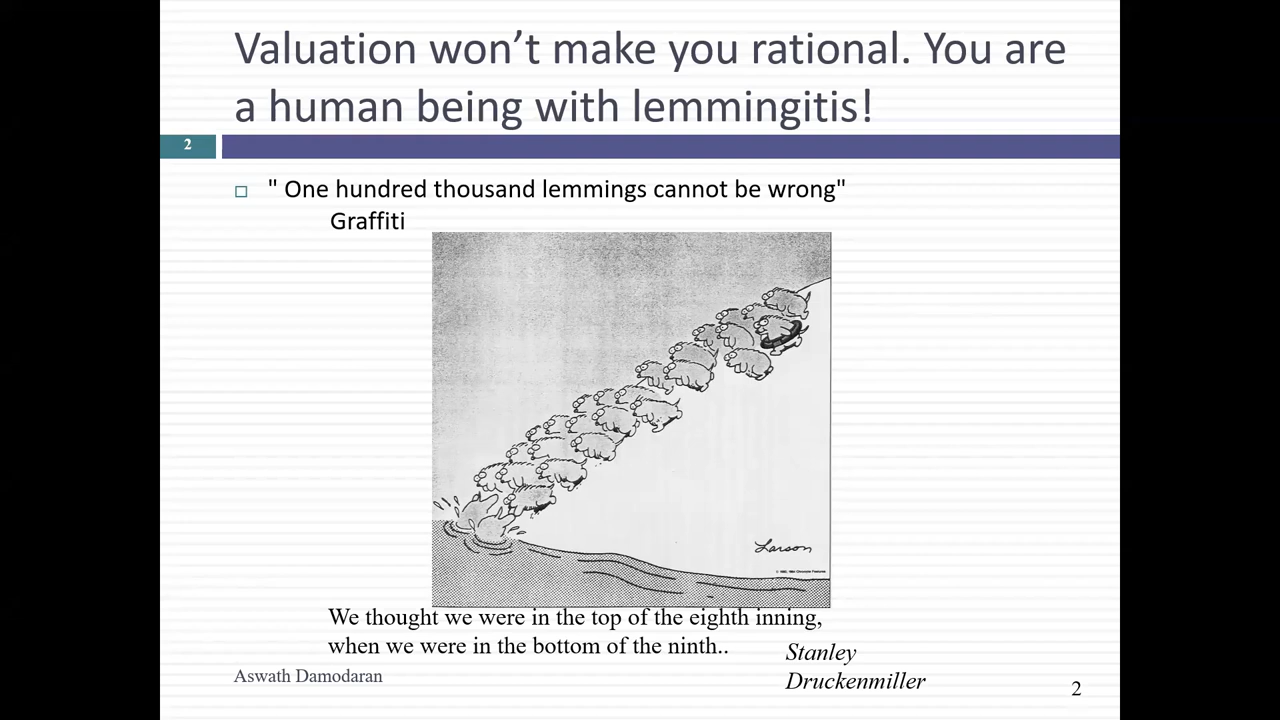 Valuation won’t make you rational. You are
a human being with lemmingitis!
2
" One hundred thousand lemmings cannot be wrong"
Graffiti
Larson
We thought we were in the top of the eighth inning,
when we were in the bottom of the ninth..
Stanley
Druckenmiller
Aswath Damodaran
2